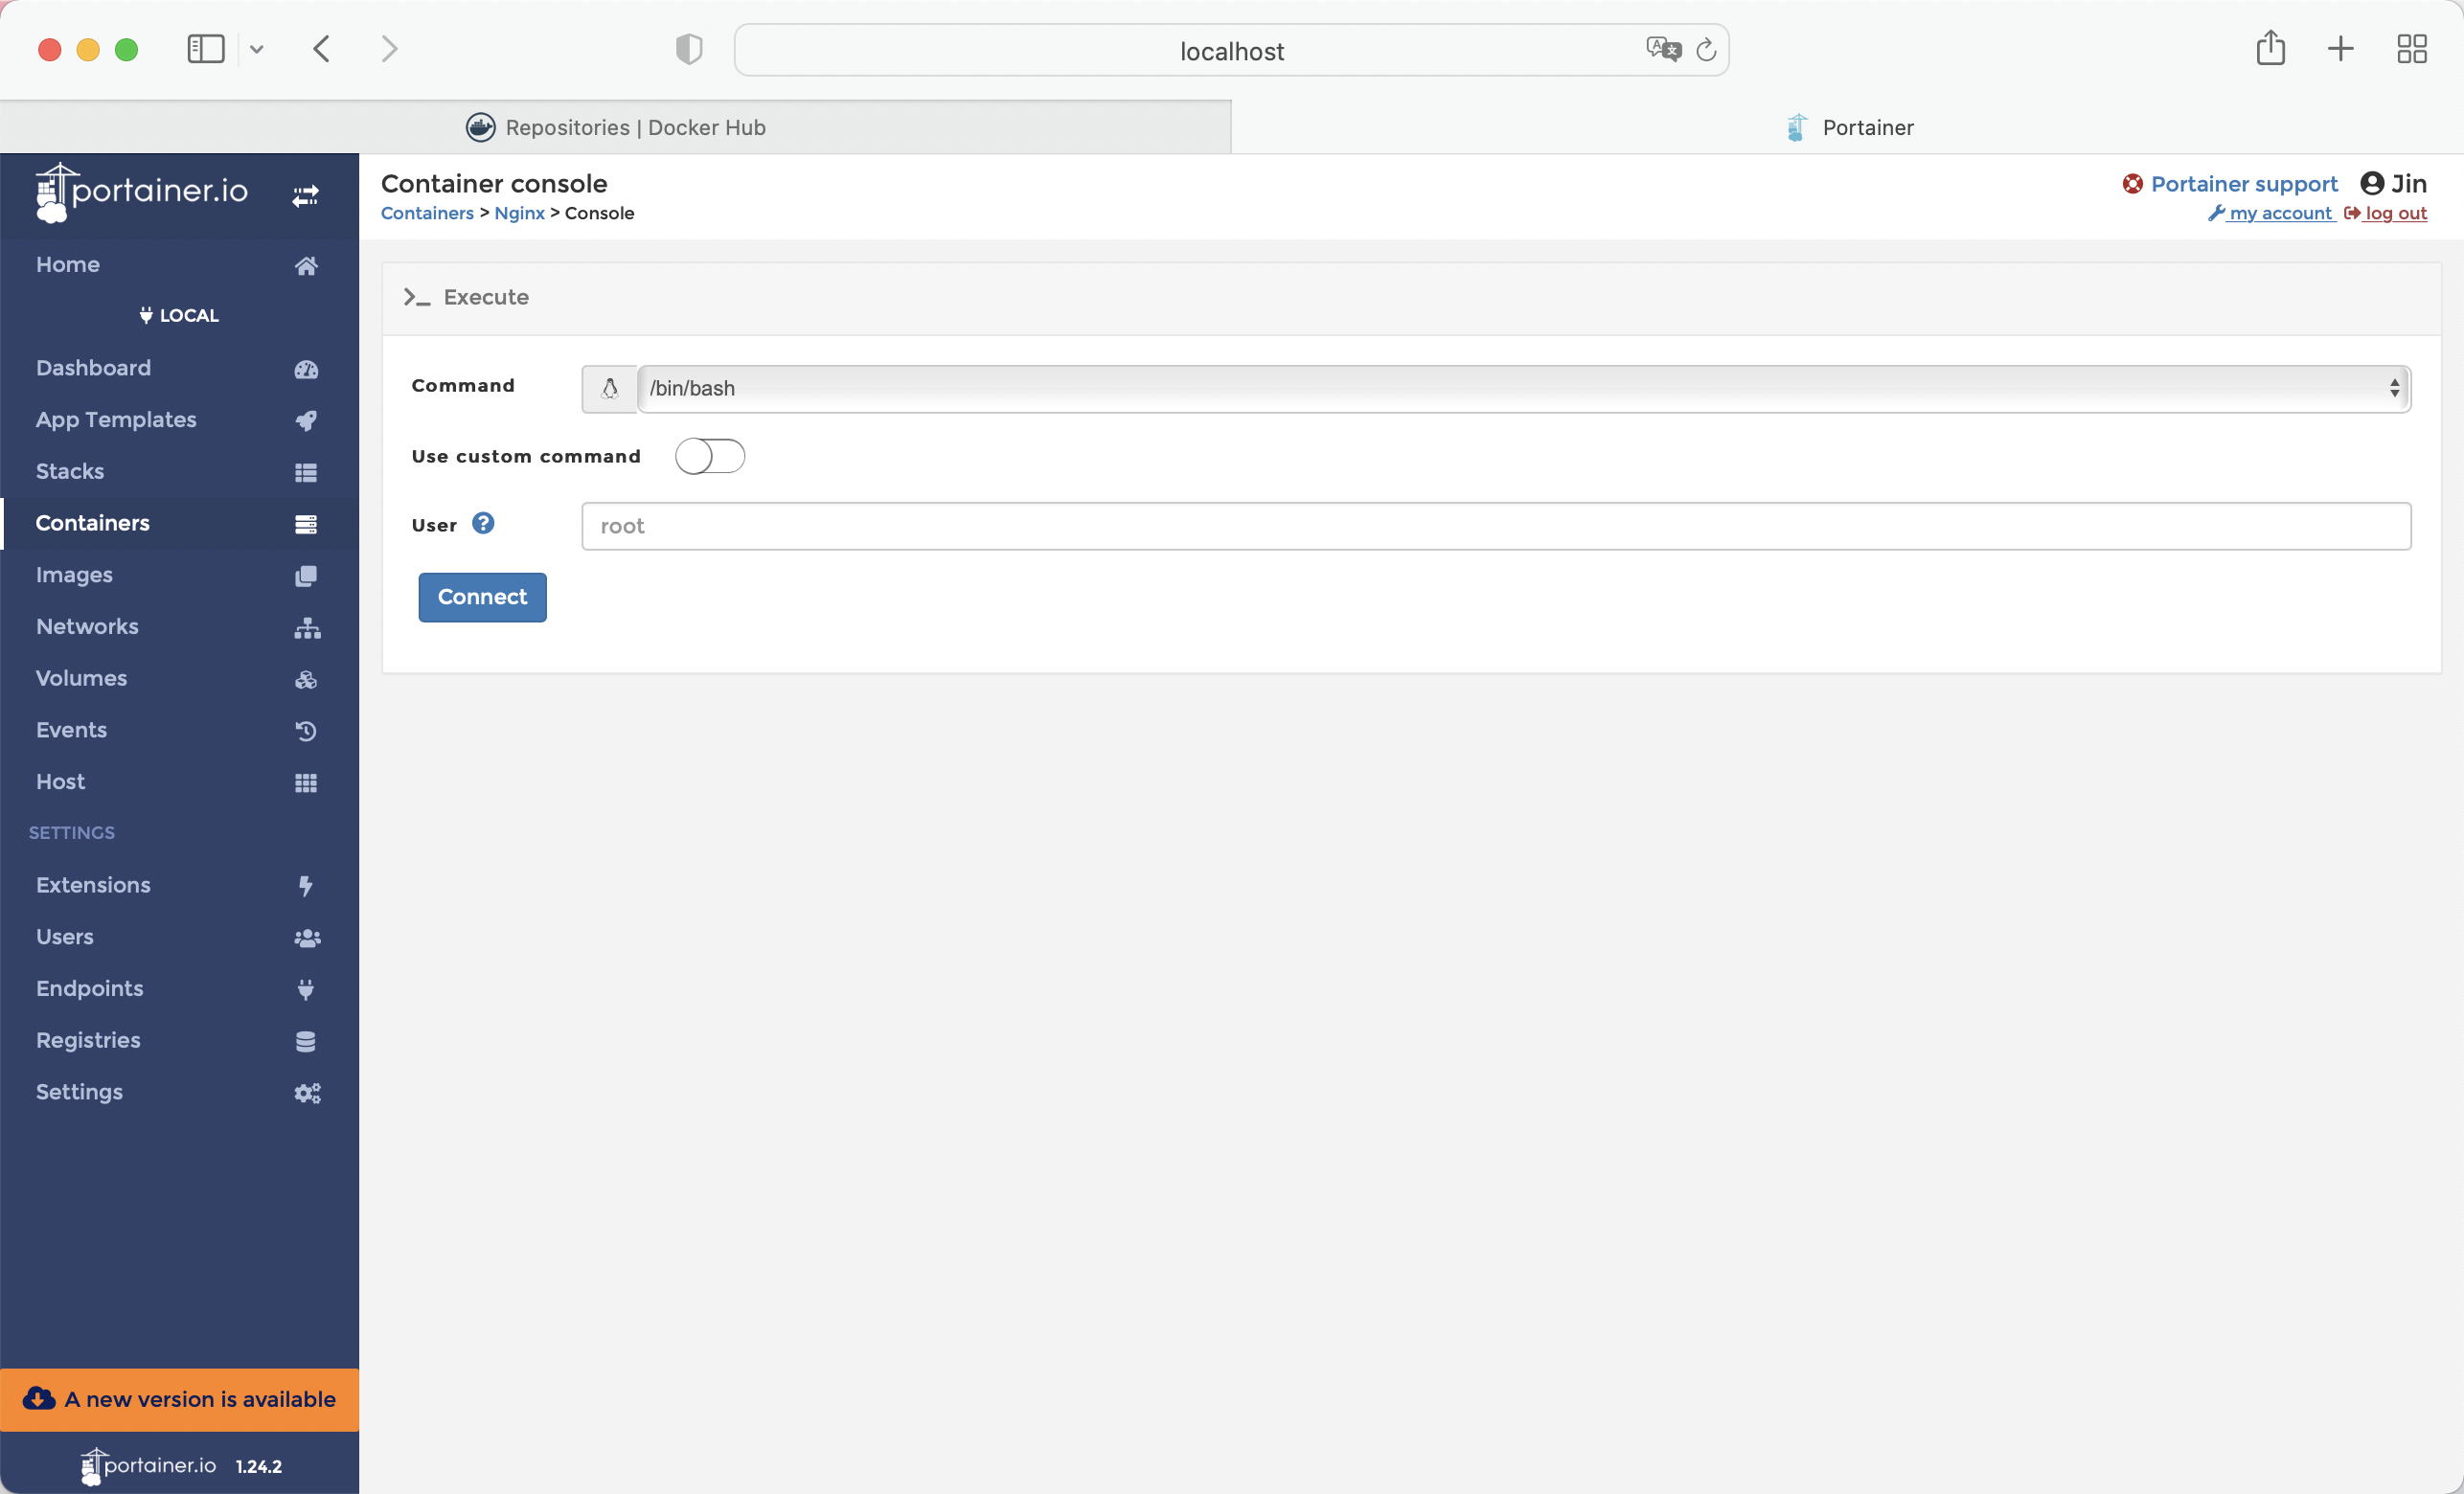 localhost
Repositories | Docker Hub
Portainer
portainer.io
Home
LOCAL
Dashboard
App Templates
Stacks
Containers
Images
Networks
Volumes
Events
Host
SETTINGS
Extensions
Users
Endpoints
Registries
Settings
A new version is available
portainer.io 1.24.2
Container console
Containers > Nginx > Console
Portainer support Jin
my account log out
>_ Execute
Command /bin/bash
Use custom command
User ? root
Connect